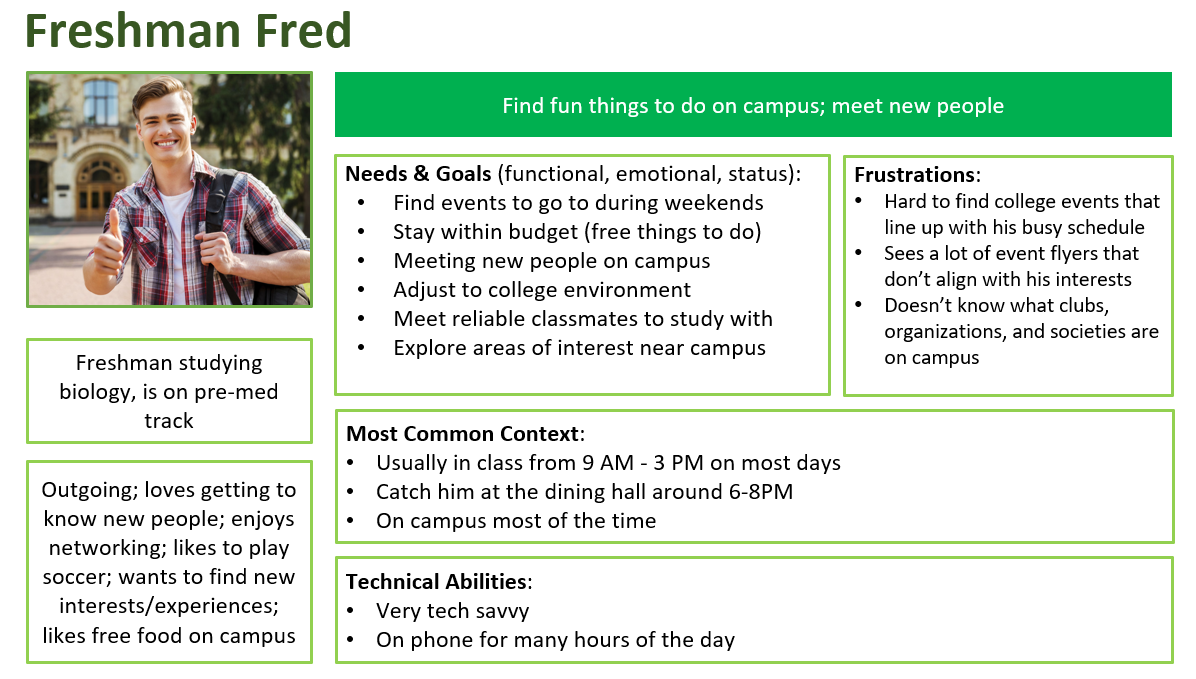 Freshman Fred
Find fun things to do on campus; meet new people
Needs & Goals (functional, emotional, status):
• Find events to go to during weekends
• Stay within budget (free things to do)
• Meeting new people on campus
• Adjust to college environment
• Meet reliable classmates to study with
• Explore areas of interest near campus
Frustrations:
• Hard to find college events that
line up with his busy schedule
• Sees a lot of event flyers that
don’t align with his interests
• Doesn’t know what clubs,
organizations, and societies are
on campus
Freshman studying
biology, is on pre-med
track
Outgoing; loves getting to
know new people; enjoys
networking; likes to play
soccer; wants to find new
interests/experiences;
likes free food on campus
Most Common Context:
• Usually in class from 9 AM - 3 PM on most days
• Catch him at the dining hall around 6-8PM
• On campus most of the time
Technical Abilities:
• Very tech savvy
• On phone for many hours of the day